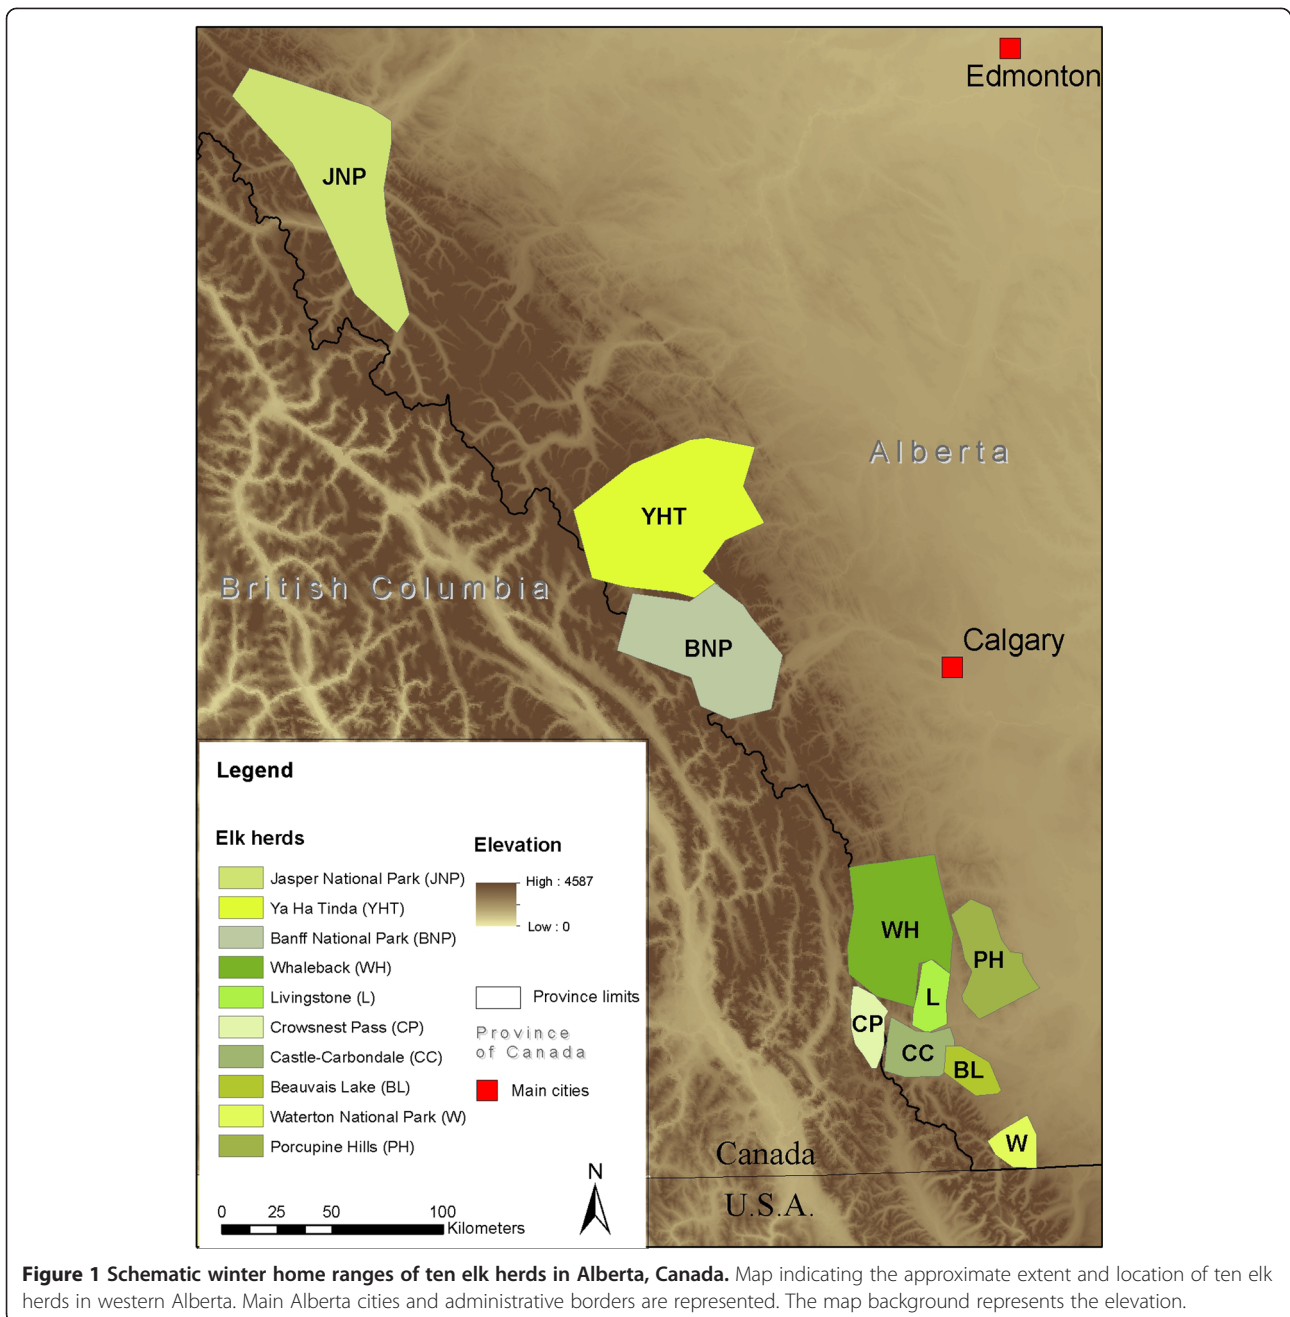 Edmonton
JNP
Alberta
YHT
British Columbia
BNP
Calgary
WH
PH
L
CP
CC
BL
W
Canada
U.S.A.
Legend
Elk herds
Jasper National Park (JNP)
Ya Ha Tinda (YHT)
Banff National Park (BNP)
Whaleback (WH)
Livingstone (L)
Crowsnest Pass (CP)
Castle-Carbondale (CC)
Beauvais Lake (BL)
Waterton National Park (W)
Porcupine Hills (PH)
Elevation
High : 4587
Low : 0
Province limits
Province
of Canada
Main cities
N
0 25 50 100
Kilometers
Figure 1 Schematic winter home ranges of ten elk herds in Alberta, Canada. Map indicating the approximate extent and location of ten elk
herds in western Alberta. Main Alberta cities and administrative borders are represented. The map background represents the elevation.